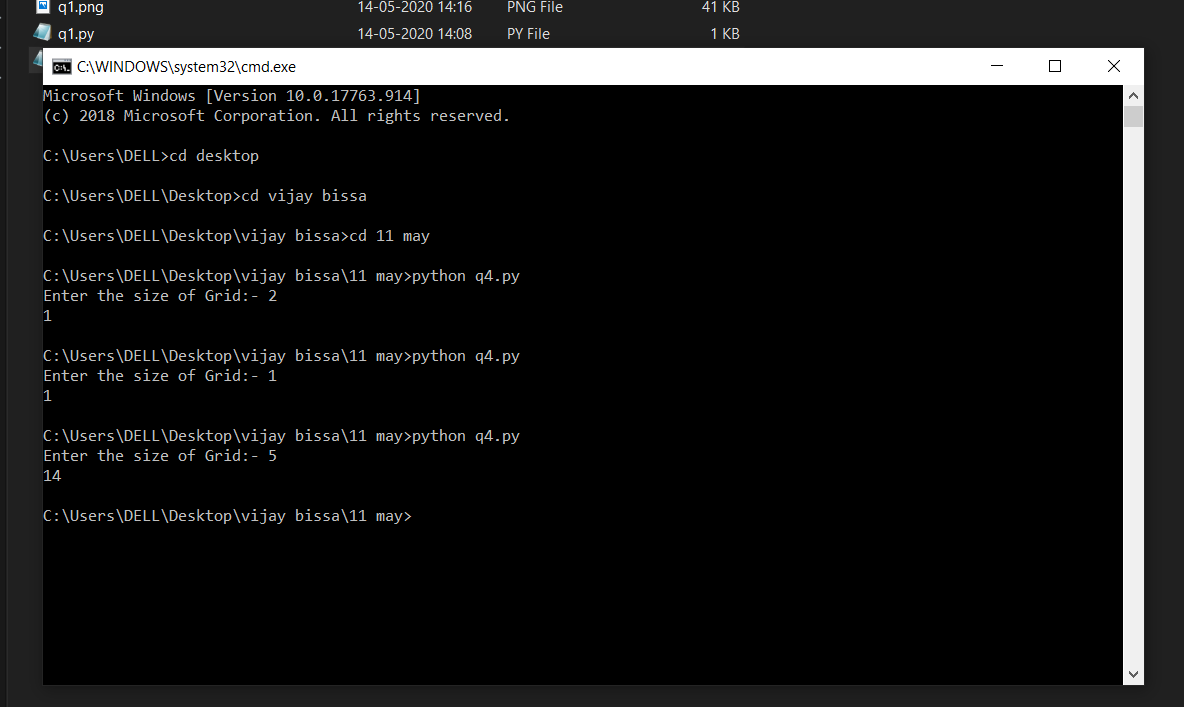 q1.png 14-05-2020 14:16 PNG File 41 KB
q1.py 14-05-2020 14:08 PY File 1 KB
C:\WINDOWS\system32\cmd.exe
Microsoft Windows [Version 10.0.17763.914]
(c) 2018 Microsoft Corporation. All rights reserved.
C:\Users\DELL>cd desktop
C:\Users\DELL\Desktop>cd vijay bissa
C:\Users\DELL\Desktop\vijay bissa>cd 11 may
C:\Users\DELL\Desktop\vijay bissa\11 may>python q4.py
Enter the size of Grid:- 2
1
C:\Users\DELL\Desktop\vijay bissa\11 may>python q4.py
Enter the size of Grid:- 1
1
C:\Users\DELL\Desktop\vijay bissa\11 may>python q4.py
Enter the size of Grid:- 5
14
C:\Users\DELL\Desktop\vijay bissa\11 may>